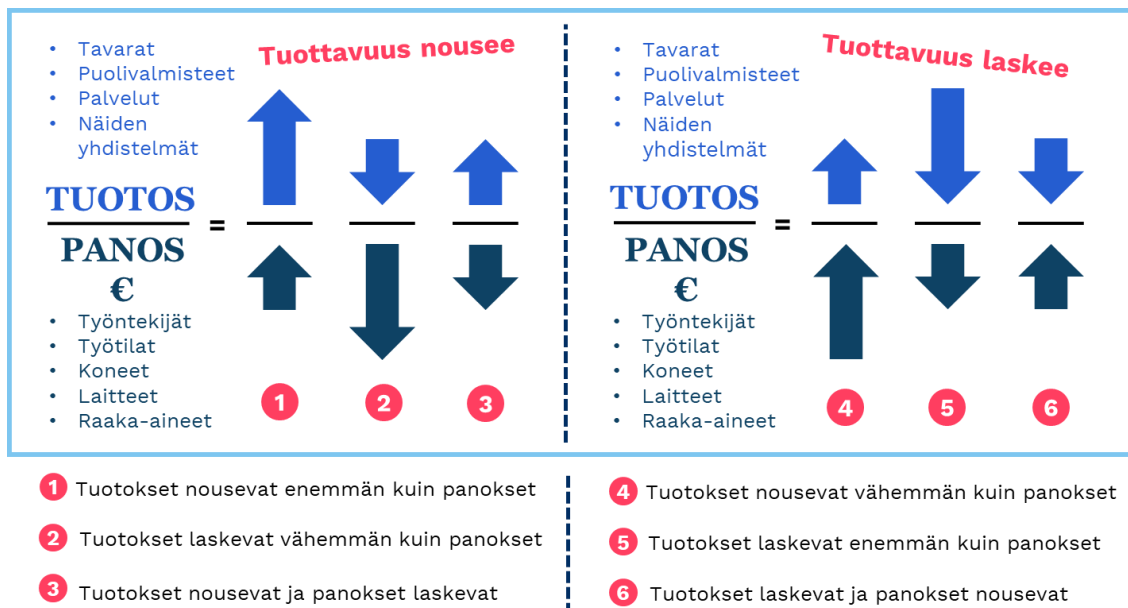 Tuottavuus nousee
• Tavarat
• Puolivalmisteet
• Palvelut
• Näiden
yhdistelmät
TUOTOS
=
PANOS
€
• Työntekijät
• Työtilat
• Koneet
• Laitteet
• Raaka-aineet
1 2 3
Tuottavuus laskee
• Tavarat
• Puolivalmisteet
• Palvelut
• Näiden
yhdistelmät
TUOTOS
=
PANOS
€
• Työntekijät
• Työtilat
• Koneet
• Laitteet
• Raaka-aineet
4 5 6
1 Tuotokset nousevat enemmän kuin panokset
2 Tuotokset laskevat vähemmän kuin panokset
3 Tuotokset nousevat ja panokset laskevat
4 Tuotokset nousevat vähemmän kuin panokset
5 Tuotokset laskevat enemmän kuin panokset
6 Tuotokset laskevat ja panokset nousevat